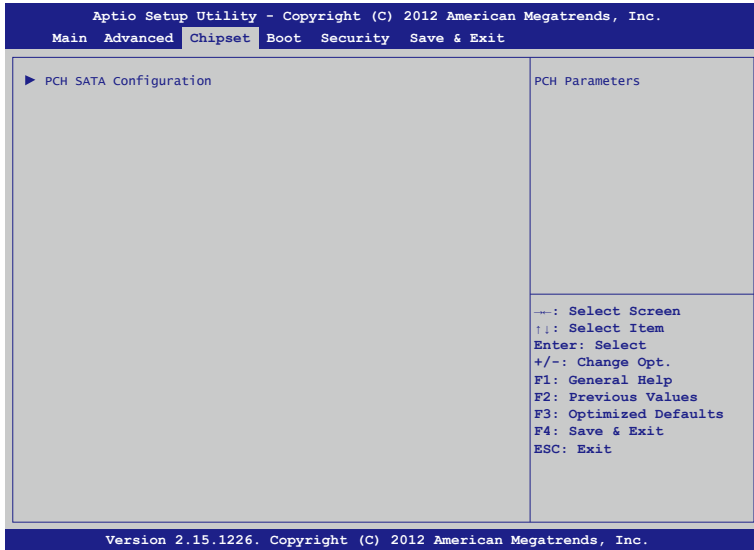 Aptio Setup Utility - Copyright (C) 2012 American Megatrends, Inc.
Main Advanced Chipset Boot Security Save & Exit
► PCH SATA Configuration
PCH Parameters
→←: Select Screen
↑↓: Select Item
Enter: Select
+/-: Change Opt.
F1: General Help
F2: Previous Values
F3: Optimized Defaults
F4: Save & Exit
ESC: Exit
Version 2.15.1226. Copyright (C) 2012 American Megatrends, Inc.